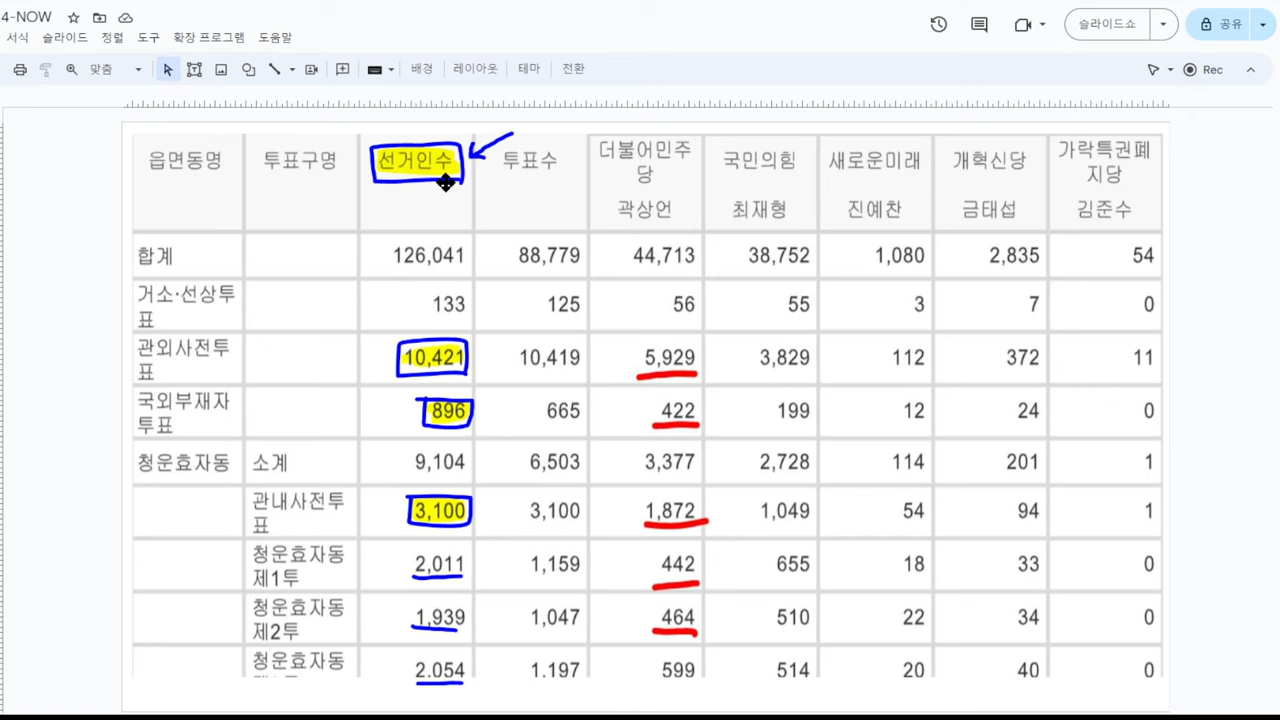 4-NOW
서식 슬라이드 정렬 도구 확장 프로그램 도움말
슬라이드쇼
공유
맞춤
배경 레이아웃 테마 전환
Rec
읍면동명 투표구명 선거인수 투표수 더불어민주당 곽상언 국민의힘 최재형 새로운미래 진예찬 개혁신당 금태섭 가락특권폐지당 김준수
합계 126,041 88,779 44,713 38,752 1,080 2,835 54
거소·선상투표 133 125 56 55 3 7 0
관외사전투표 10,421 10,419 5,929 3,829 112 372 11
국외부재자투표 896 665 422 199 12 24 0
청운효자동 소계 9,104 6,503 3,377 2,728 114 201 1
관내사전투표 3,100 3,100 1,872 1,049 54 94 1
청운효자동제1투 2,011 1,159 442 655 18 33 0
청운효자동제2투 1,939 1,047 464 510 22 34 0
청운효자동 2.054 1.197 599 514 20 40 0